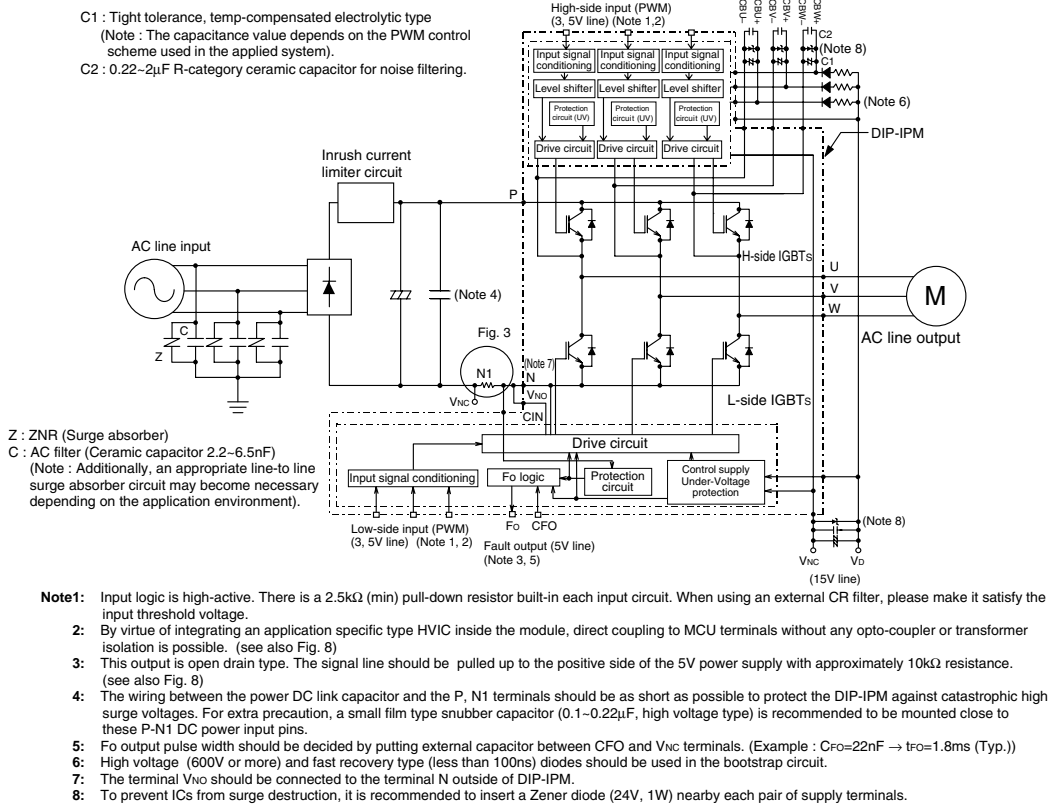 C1 : Tight tolerance, temp-compensated electrolytic type
(Note : The capacitance value depends on the PWM control
scheme used in the applied system).
C2 : 0.22~2μF R-category ceramic capacitor for noise filtering.
High-side input (PWM)
(3, 5V line) (Note 1,2)
CBU–
CBU+
CBV–
CBV+
CBW–
CBW+
C2
(Note 8)
C1
(Note 6)
Input signal conditioning
Input signal conditioning
Input signal conditioning
Level shifter
Level shifter
Level shifter
Protection circuit (UV)
Protection circuit (UV)
Protection circuit (UV)
Drive circuit
Drive circuit
Drive circuit
DIP-IPM
Inrush current
limiter circuit
P
AC line input
H-side IGBTs
U
V
W
M
AC line output
(Note 4)
C
Z
Fig. 3
N1
VNC
(Note 7)
N
VNO
CIN
L-side IGBTs
Z : ZNR (Surge absorber)
C : AC filter (Ceramic capacitor 2.2~6.5nF)
(Note : Additionally, an appropriate line-to line
surge absorber circuit may become necessary
depending on the application environment).
Drive circuit
Input signal conditioning
Fo logic
Protection
circuit
Control supply
Under-Voltage
protection
Low-side input (PWM)
(3, 5V line) (Note 1, 2)
FO
CFO
Fault output (5V line)
(Note 3, 5)
(Note 8)
VNC
VD
(15V line)
Note1: Input logic is high-active. There is a 2.5kΩ (min) pull-down resistor built-in each input circuit. When using an external CR filter, please make it satisfy the
input threshold voltage.
2: By virtue of integrating an application specific type HVIC inside the module, direct coupling to MCU terminals without any opto-coupler or transformer
isolation is possible. (see also Fig. 8)
3: This output is open drain type. The signal line should be pulled up to the positive side of the 5V power supply with approximately 10kΩ resistance.
(see also Fig. 8)
4: The wiring between the power DC link capacitor and the P, N1 terminals should be as short as possible to protect the DIP-IPM against catastrophic high
surge voltages. For extra precaution, a small film type snubber capacitor (0.1~0.22μF, high voltage type) is recommended to be mounted close to
these P-N1 DC power input pins.
5: Fo output pulse width should be decided by putting external capacitor between CFO and VNC terminals. (Example : CFO=22nF → tFO=1.8ms (Typ.))
6: High voltage (600V or more) and fast recovery type (less than 100ns) diodes should be used in the bootstrap circuit.
7: The terminal VNO should be connected to the terminal N outside of DIP-IPM.
8: To prevent ICs from surge destruction, it is recommended to insert a Zener diode (24V, 1W) nearby each pair of supply terminals.